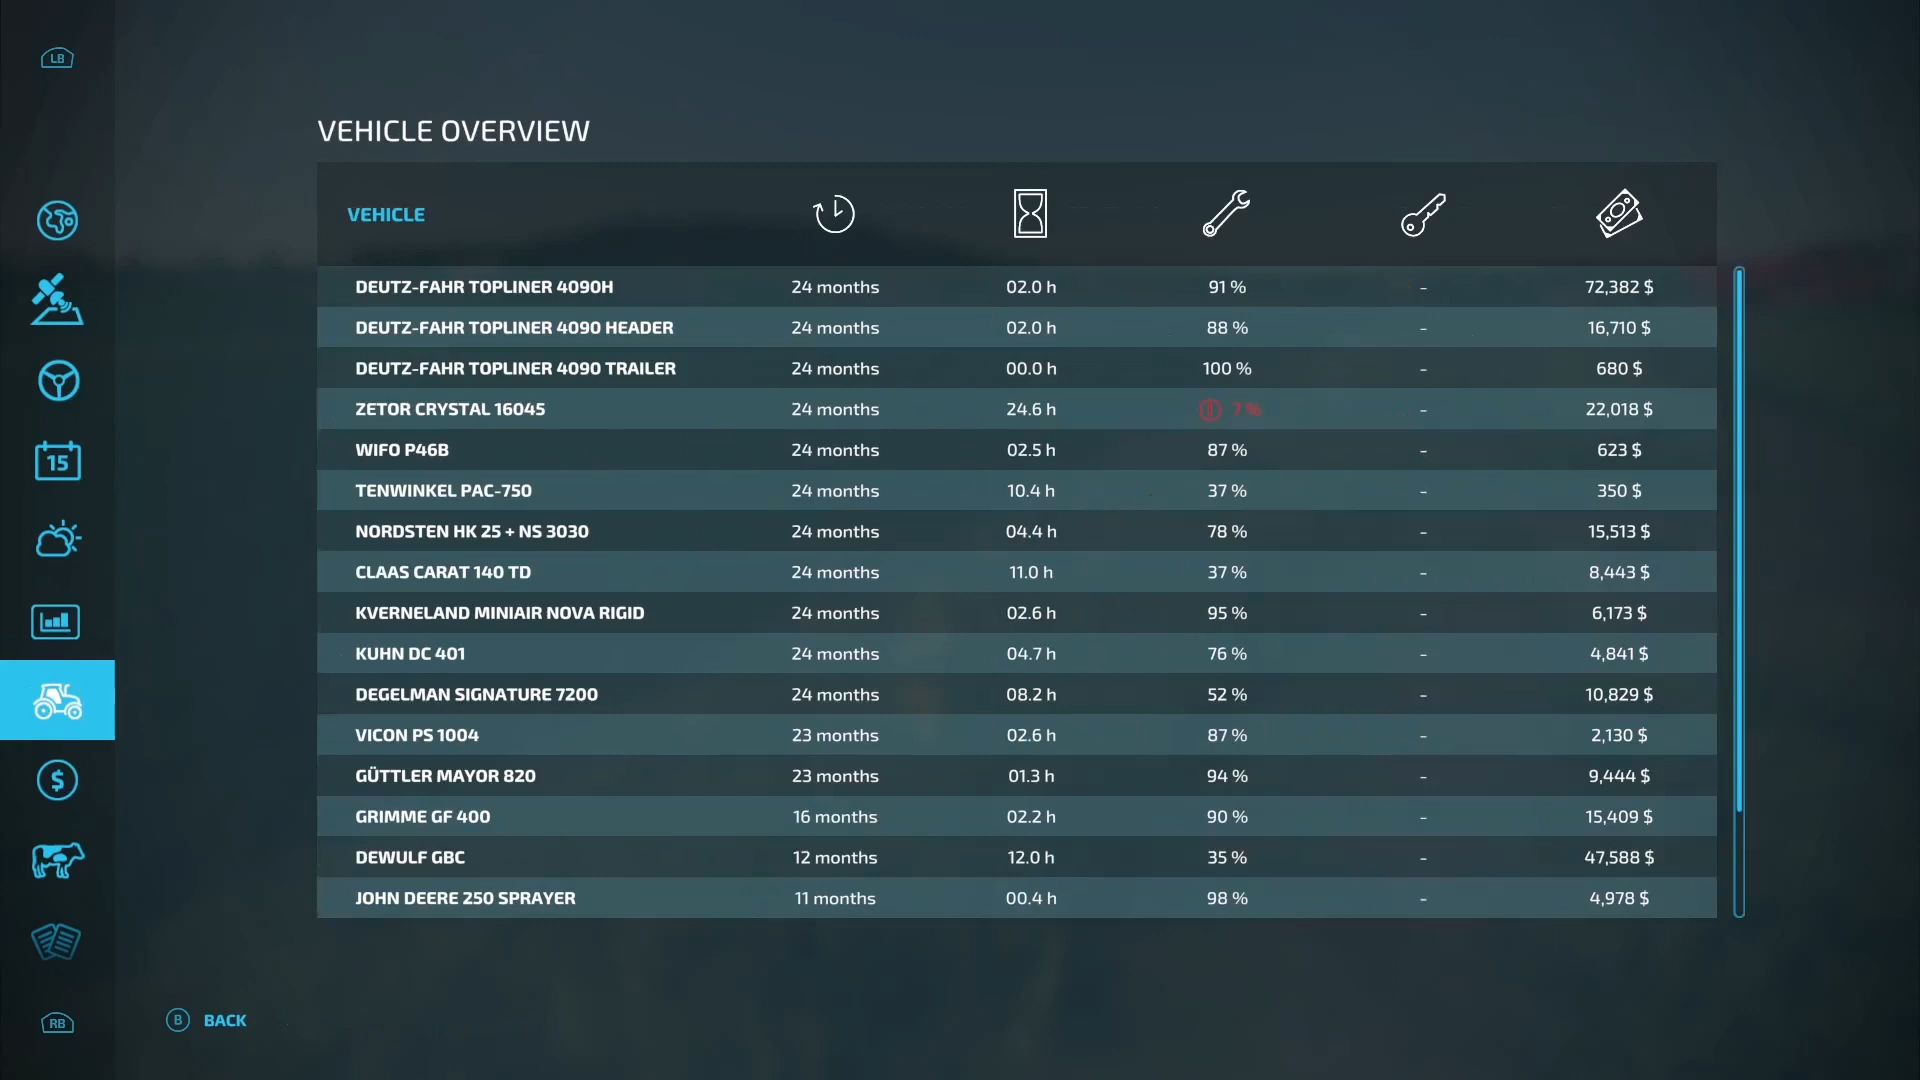 LB
VEHICLE OVERVIEW
VEHICLE
DEUTZ-FAHR TOPLINER 4090H 24 months 02.0 h 91 % - 72,382 $
DEUTZ-FAHR TOPLINER 4090 HEADER 24 months 02.0 h 88 % - 16,710 $
DEUTZ-FAHR TOPLINER 4090 TRAILER 24 months 00.0 h 100 % - 680 $
ZETOR CRYSTAL 16045 24 months 24.6 h 7 % - 22,018 $
WIFO P46B 24 months 02.5 h 87 % - 623 $
TENWINKEL PAC-750 24 months 10.4 h 37 % - 350 $
NORDSTEN HK 25 + NS 3030 24 months 04.4 h 78 % - 15,513 $
CLAAS CARAT 140 TD 24 months 11.0 h 37 % - 8,443 $
KVERNELAND MINIAIR NOVA RIGID 24 months 02.6 h 95 % - 6,173 $
KUHN DC 401 24 months 04.7 h 76 % - 4,841 $
DEGELMAN SIGNATURE 7200 24 months 08.2 h 52 % - 10,829 $
VICON PS 1004 23 months 02.6 h 87 % - 2,130 $
GÜTTLER MAYOR 820 23 months 01.3 h 94 % - 9,444 $
GRIMME GF 400 16 months 02.2 h 90 % - 15,409 $
DEWULF GBC 12 months 12.0 h 35 % - 47,588 $
JOHN DEERE 250 SPRAYER 11 months 00.4 h 98 % - 4,978 $
15
$
RB
B BACK